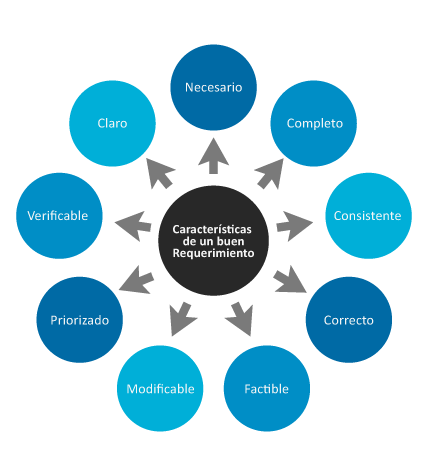 Necesario
Completo
Consistente
Correcto
Factible
Modificable
Priorizado
Verificable
Claro
Características
de un buen
Requerimiento